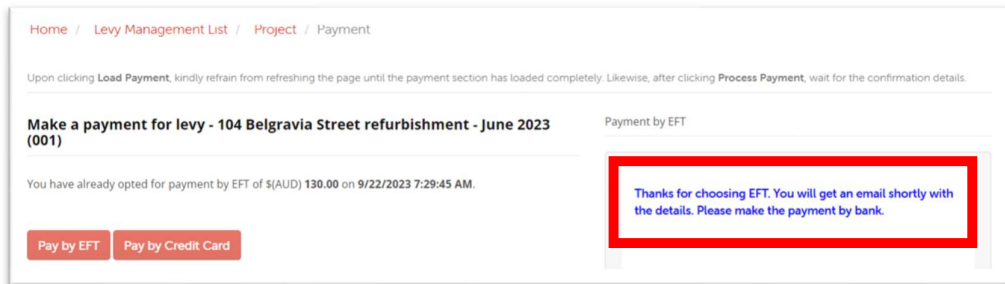 Home / Levy Management List / Project / Payment
Upon clicking Load Payment, kindly refrain from refreshing the page until the payment section has loaded completely. Likewise, after clicking Process Payment, wait for the confirmation details.
Make a payment for levy - 104 Belgravia Street refurbishment - June 2023
(001)
You have already opted for payment by EFT of $(AUD) 130.00 on 9/22/2023 7:29:45 AM.
Pay by EFT Pay by Credit Card
Payment by EFT
Thanks for choosing EFT. You will get an email shortly with
the details. Please make the payment by bank.